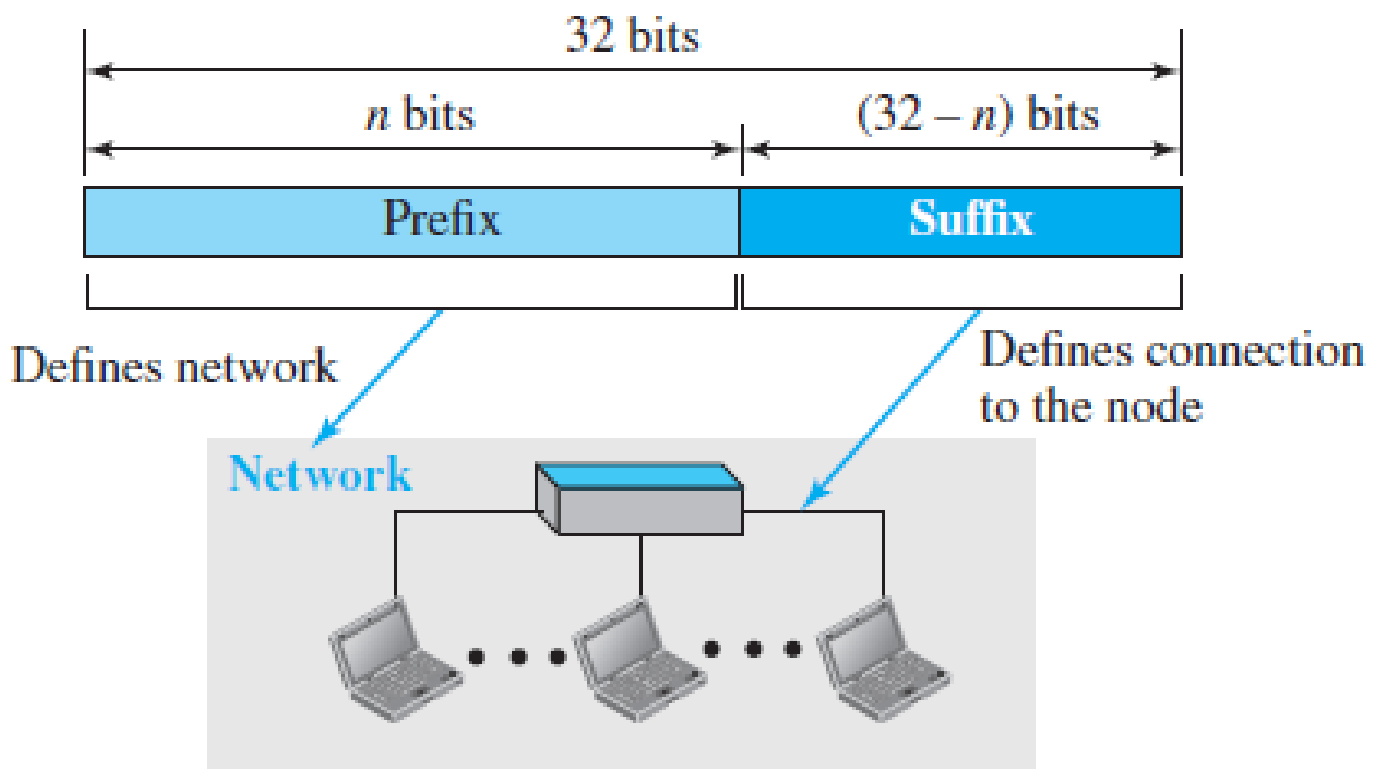 32 bits
n bits
(32 – n) bits
Prefix
Suffix
Defines network
Defines connection
to the node
Network